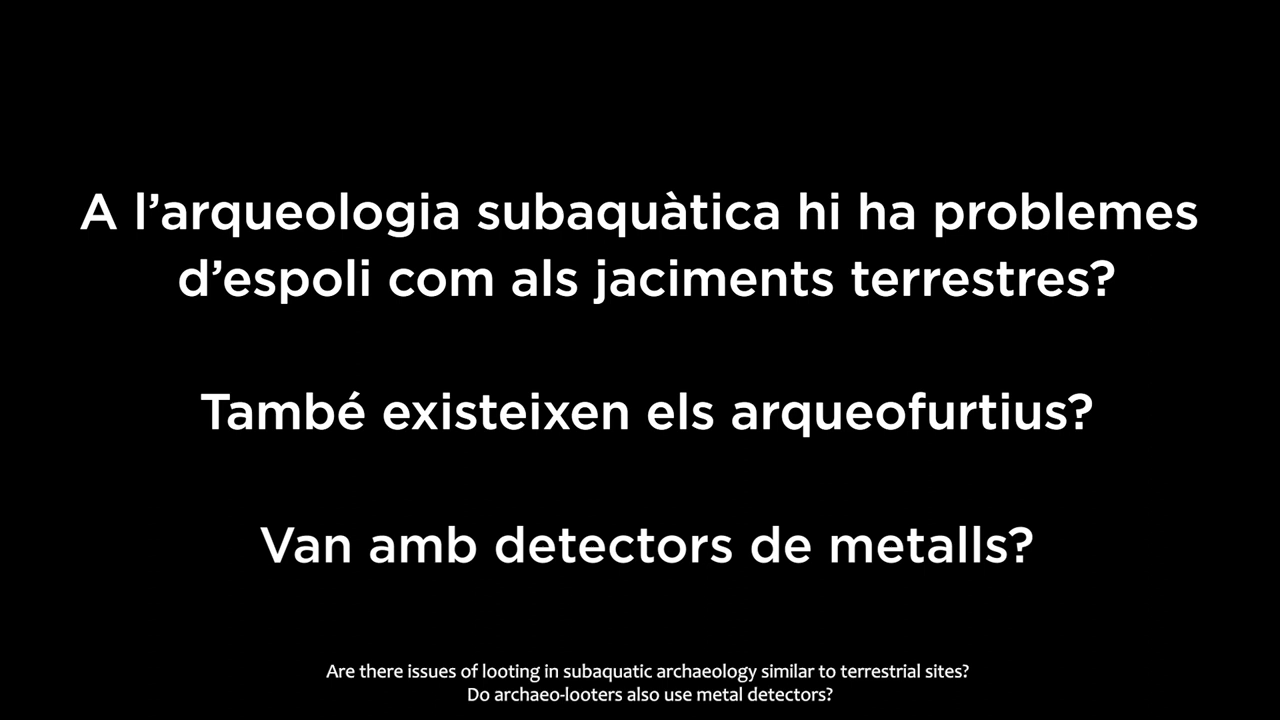 A l’arqueologia subaquàtica hi ha problemes
d’espoli com als jaciments terrestres?
També existeixen els arqueofurtius?
Van amb detectors de metalls?
Are there issues of looting in subaquatic archaeology similar to terrestrial sites?
Do archaeo-looters also use metal detectors?